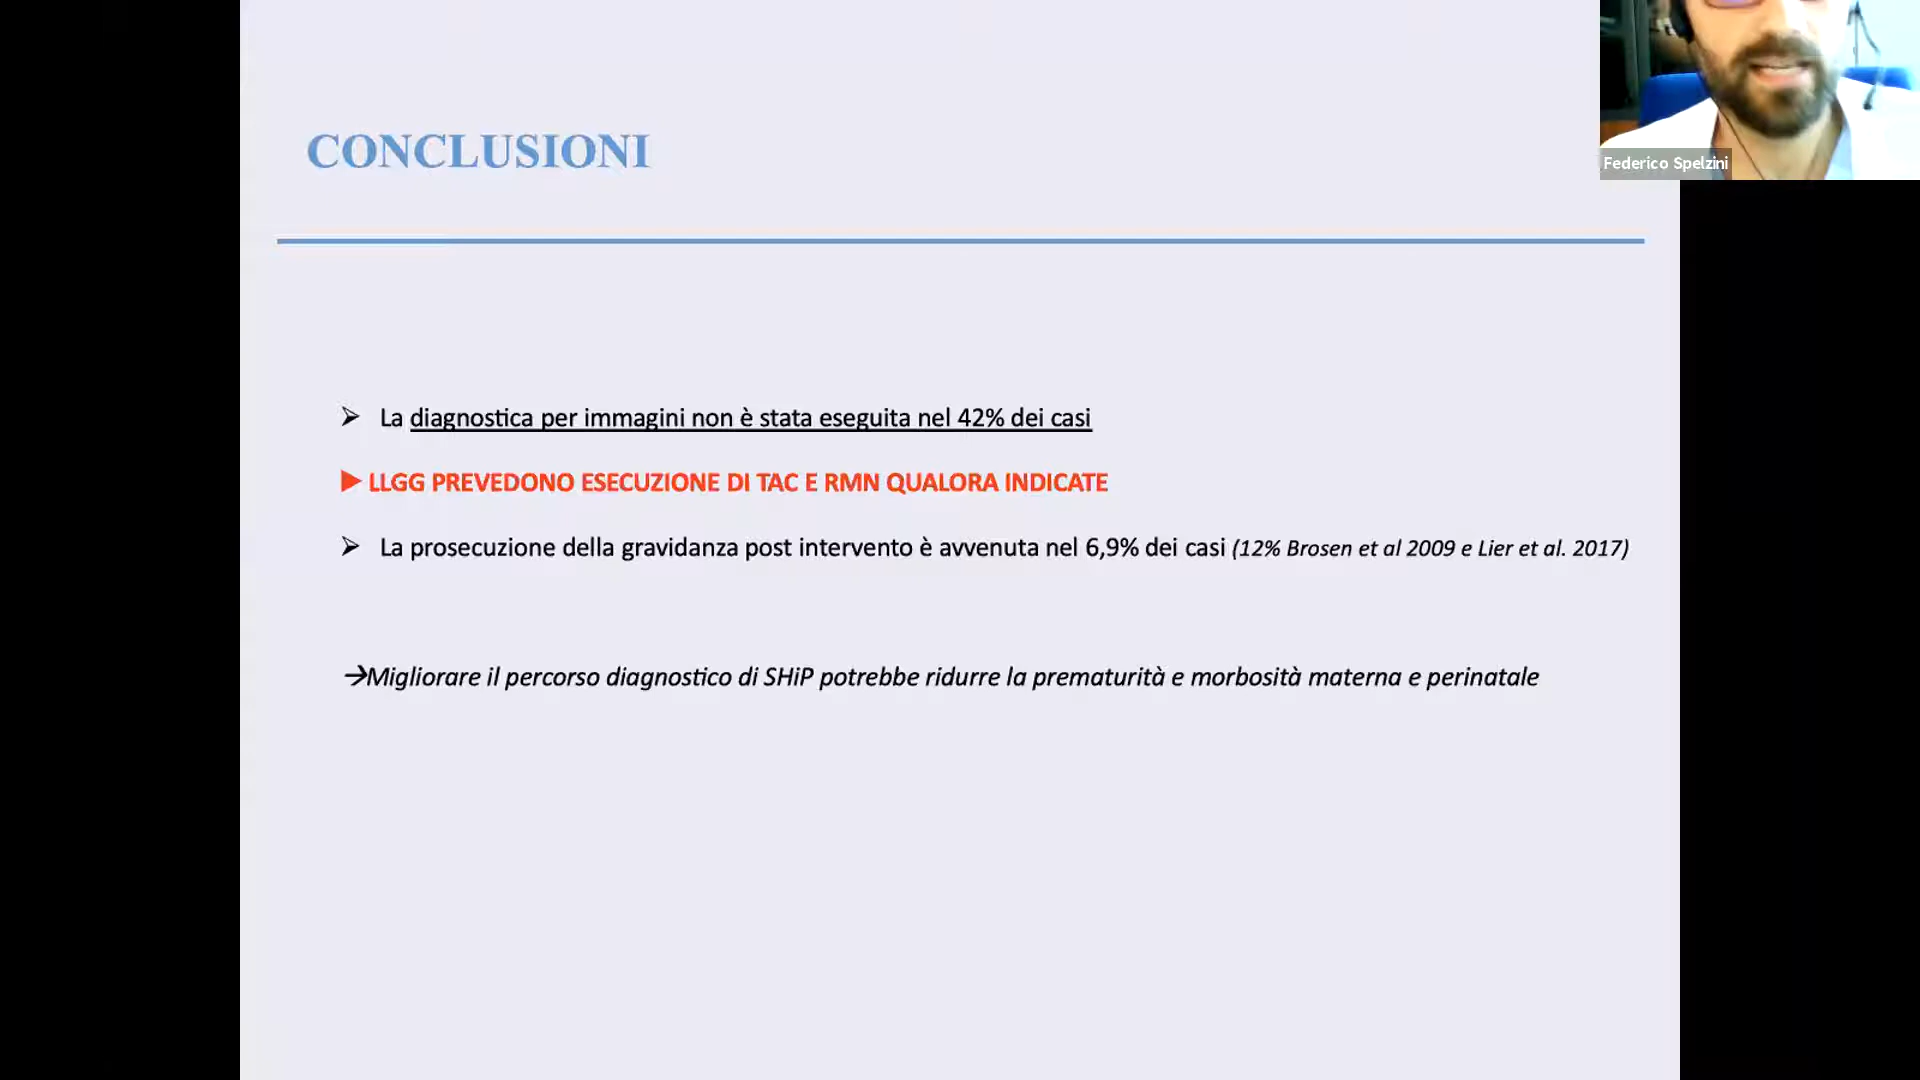 Federico Spelzini
CONCLUSIONI
➢ La diagnostica per immagini non è stata eseguita nel 42% dei casi
▶ LLGG PREVEDONO ESECUZIONE DI TAC E RMN QUALORA INDICATE
➢ La prosecuzione della gravidanza post intervento è avvenuta nel 6,9% dei casi (12% Brosen et al 2009 e Lier et al. 2017)
→Migliorare il percorso diagnostico di SHiP potrebbe ridurre la prematurità e morbosità materna e perinatale